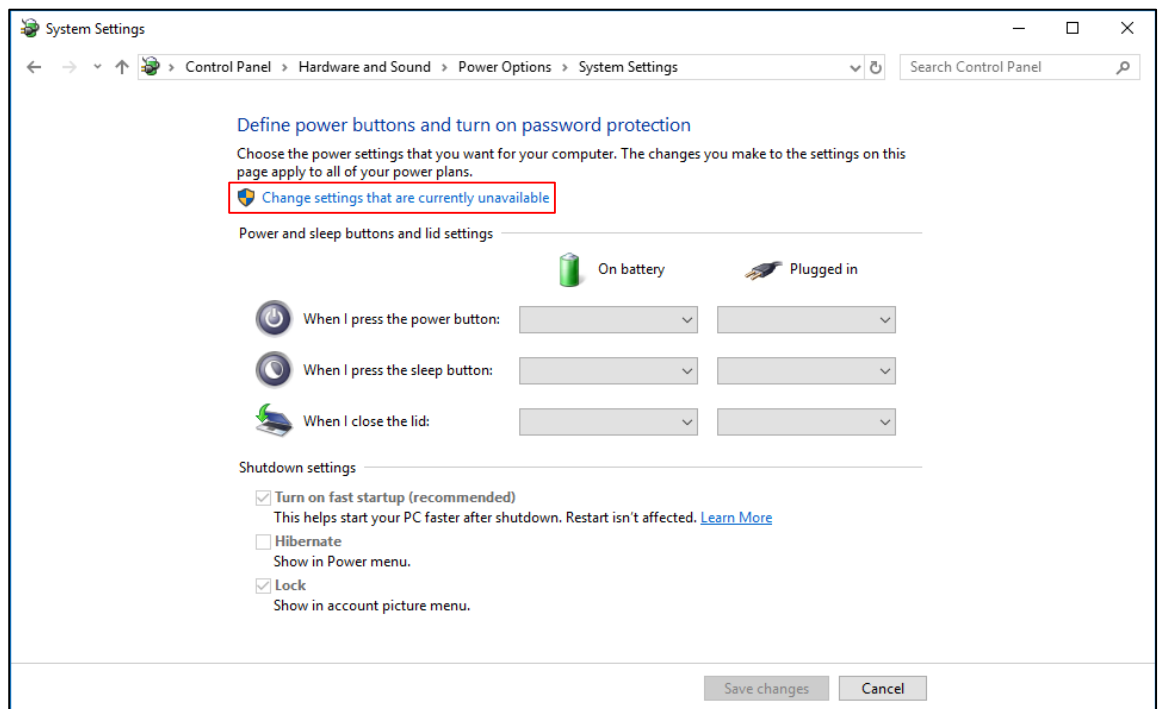 System Settings
Control Panel > Hardware and Sound > Power Options > System Settings
Search Control Panel
Define power buttons and turn on password protection
Choose the power settings that you want for your computer. The changes you make to the settings on this
page apply to all of your power plans.
Change settings that are currently unavailable
Power and sleep buttons and lid settings
On battery
Plugged in
When I press the power button:
When I press the sleep button:
When I close the lid:
Shutdown settings
Turn on fast startup (recommended)
This helps start your PC faster after shutdown. Restart isn't affected. Learn More
Hibernate
Show in Power menu.
Lock
Show in account picture menu.
Save changes
Cancel